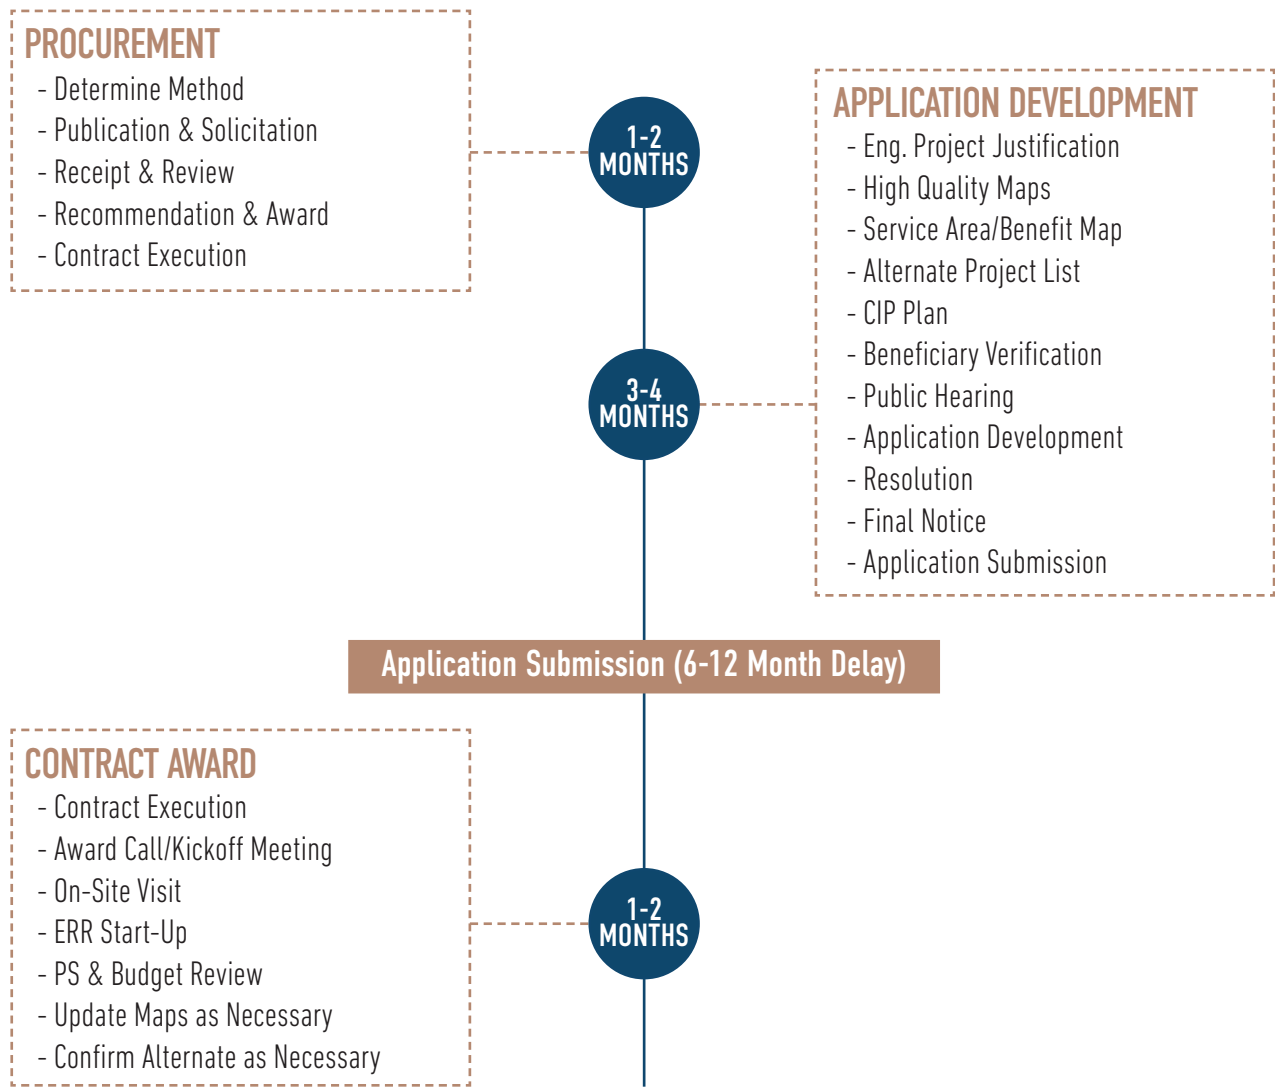 PROCUREMENT
- Determine Method
- Publication & Solicitation
- Receipt & Review
- Recommendation & Award
- Contract Execution
1-2
MONTHS
APPLICATION DEVELOPMENT
- Eng. Project Justification
- High Quality Maps
- Service Area/Benefit Map
- Alternate Project List
- CIP Plan
- Beneficiary Verification
- Public Hearing
- Application Development
- Resolution
- Final Notice
- Application Submission
3-4
MONTHS
Application Submission (6-12 Month Delay)
CONTRACT AWARD
- Contract Execution
- Award Call/Kickoff Meeting
- On-Site Visit
- ERR Start-Up
- PS & Budget Review
- Update Maps as Necessary
- Confirm Alternate as Necessary
1-2
MONTHS